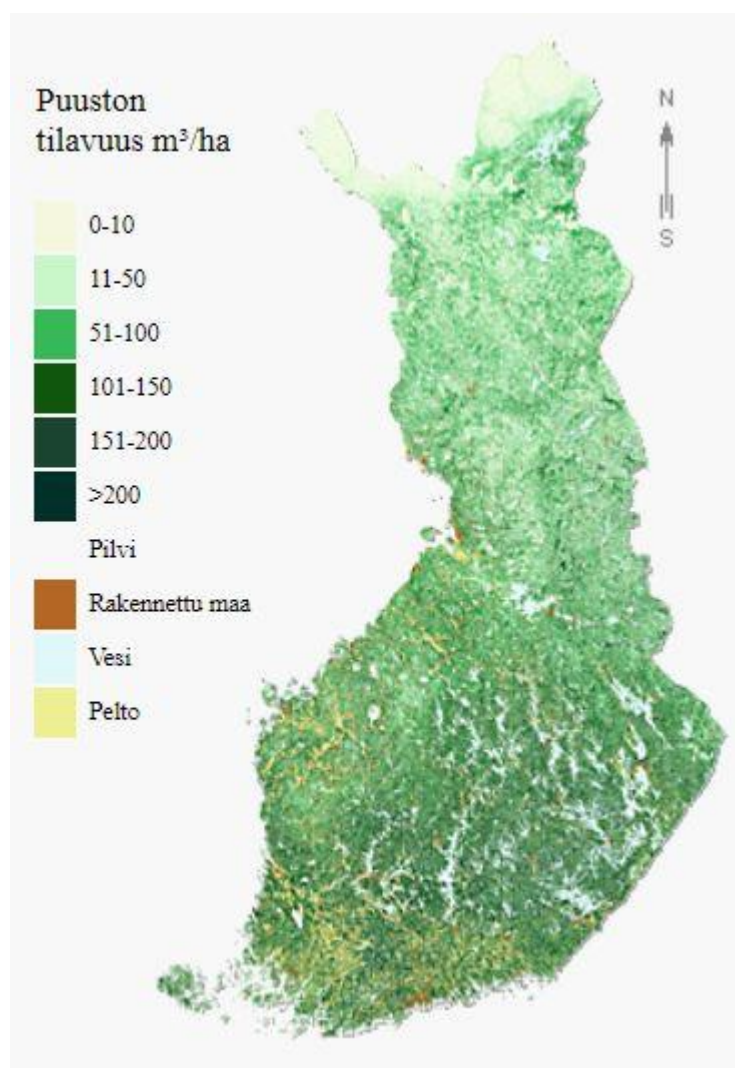 Puuston
tilavuus m³/ha
0-10
11-50
51-100
101-150
151-200
>200
Pilvi
Rakennettu maa
Vesi
Pelto
N
S